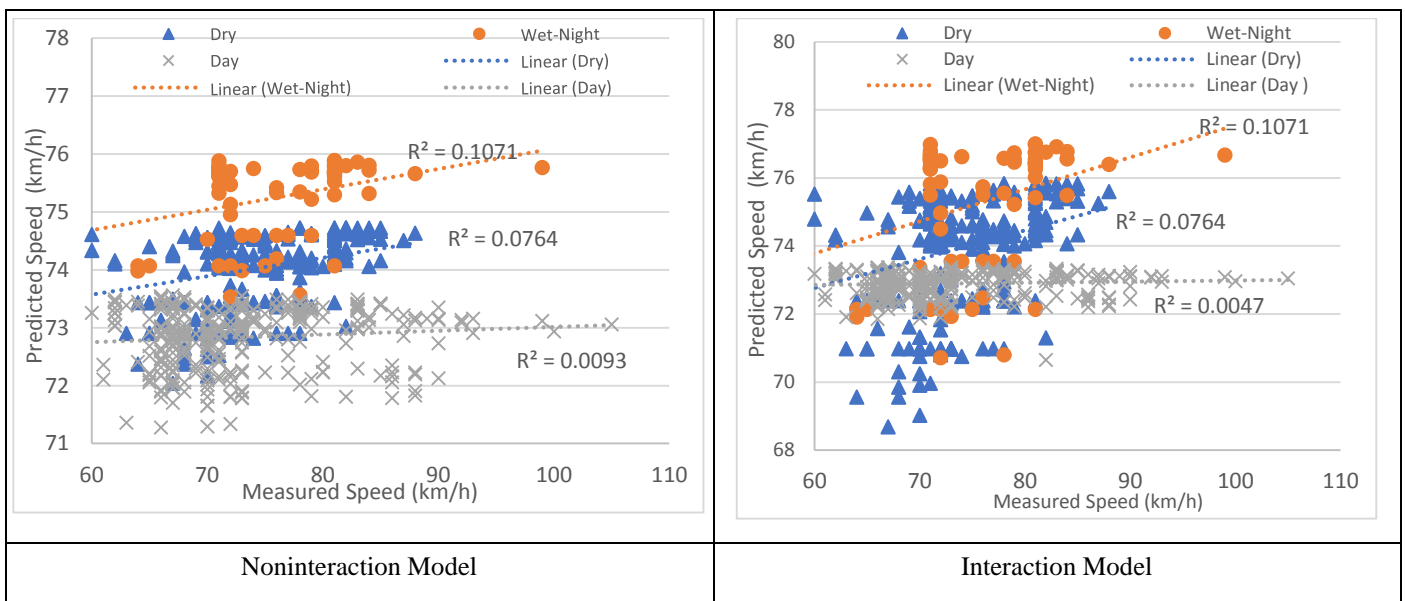 78
77
76
75
74
73
72
71
60
70
80
90
100
110
Predicted Speed (km/h)
Measured Speed (km/h)
Dry
Wet-Night
Day
Linear (Dry)
Linear (Wet-Night)
Linear (Day)
R² = 0.1071
R² = 0.0764
R² = 0.0093
80
78
76
74
72
70
68
60
70
80
90
100
110
Predicted Speed (km/h)
Measured Speed (km/h)
Dry
Wet-Night
Day
Linear (Dry)
Linear (Wet-Night)
Linear (Day )
R² = 0.1071
R² = 0.0764
R² = 0.0047
Noninteraction Model
Interaction Model